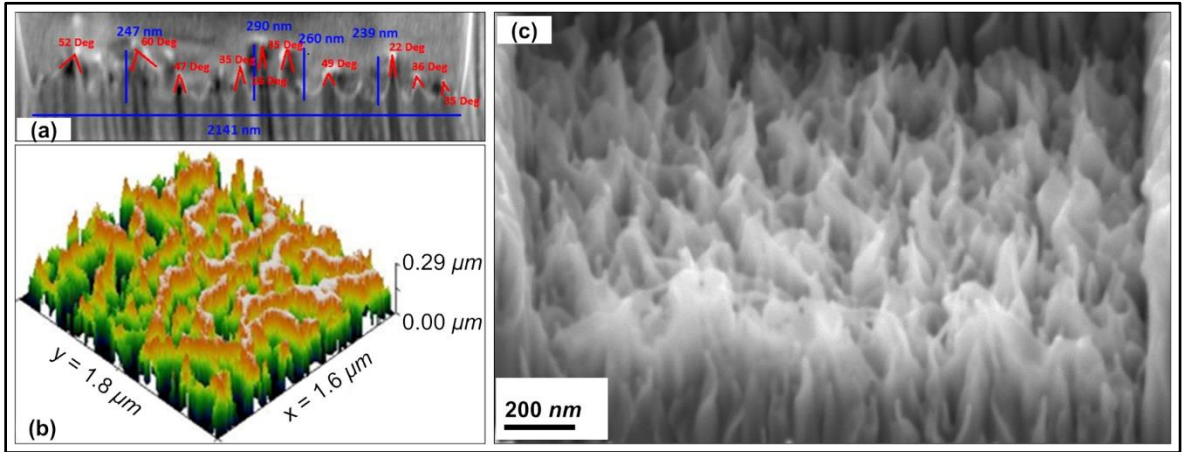 247 nm
290 nm
260 nm
239 nm
52 Deg
60 Deg
47 Deg
35 Deg
35 Deg
49 Deg
22 Deg
36 Deg
35 Deg
2141 nm
(a)
0.29 µm
0.00 µm
y = 1.8 µm
x = 1.6 µm
(b)
(c)
200 nm